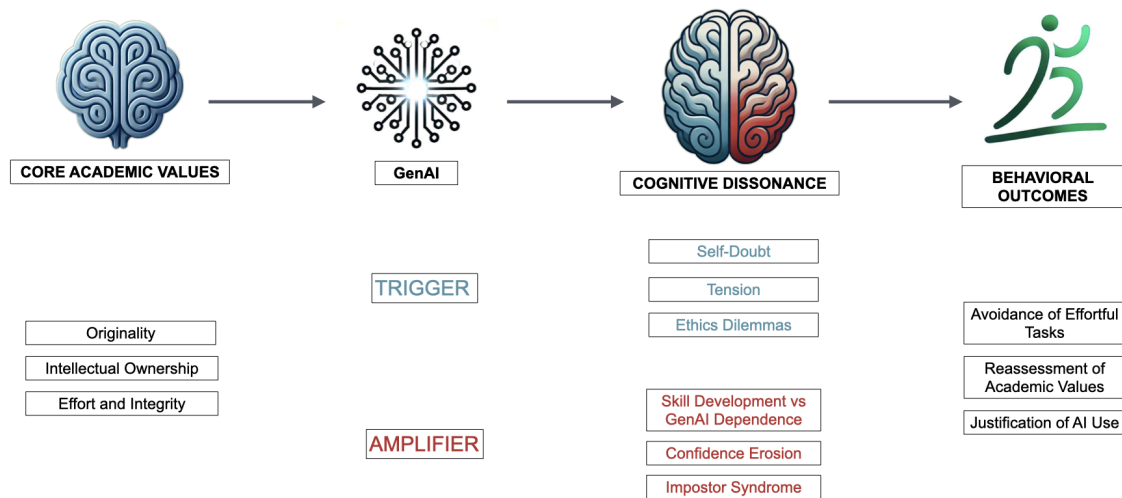 CORE ACADEMIC VALUES
GenAI
COGNITIVE DISSONANCE
BEHAVIORAL
OUTCOMES
Originality
Intellectual Ownership
Effort and Integrity
TRIGGER
AMPLIFIER
Self-Doubt
Tension
Ethics Dilemmas
Skill Development vs
GenAI Dependence
Confidence Erosion
Impostor Syndrome
Avoidance of Effortful
Tasks
Reassessment of
Academic Values
Justification of AI Use